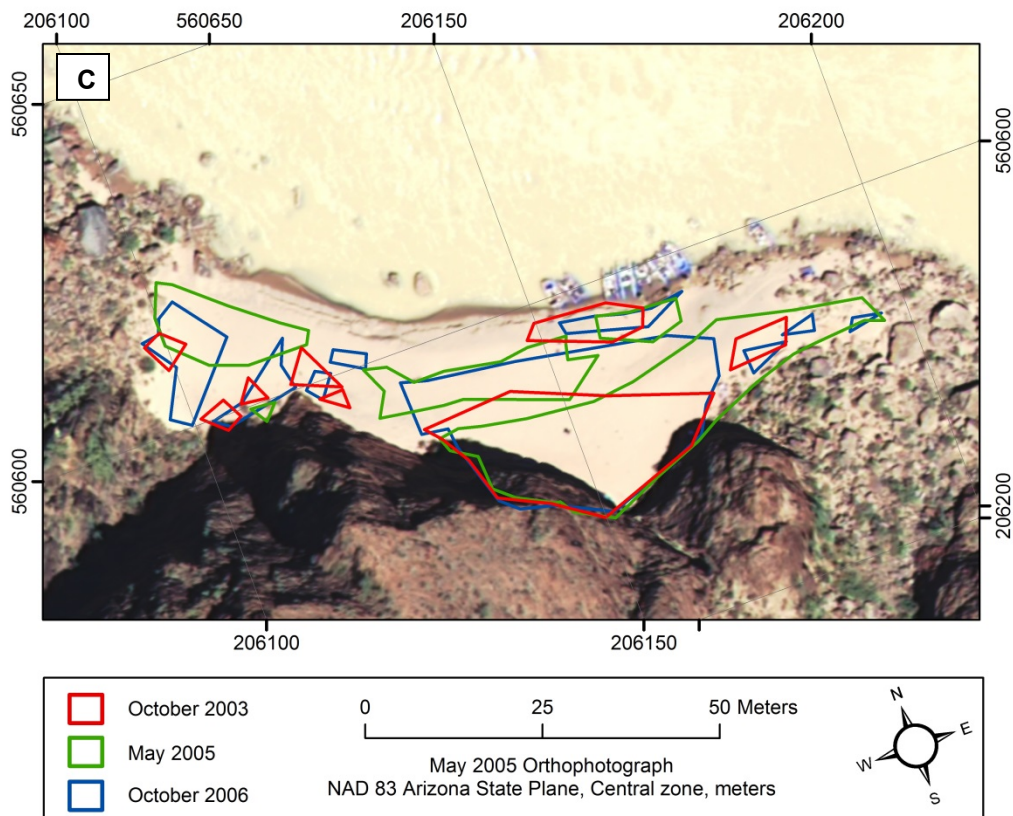 206100 560650 206150 206200
C
560650
560600
560600
206200
206100 206150
October 2003
May 2005
October 2006
0 25 50 Meters
May 2005 Orthophotograph
NAD 83 Arizona State Plane, Central zone, meters
N
E
W
S